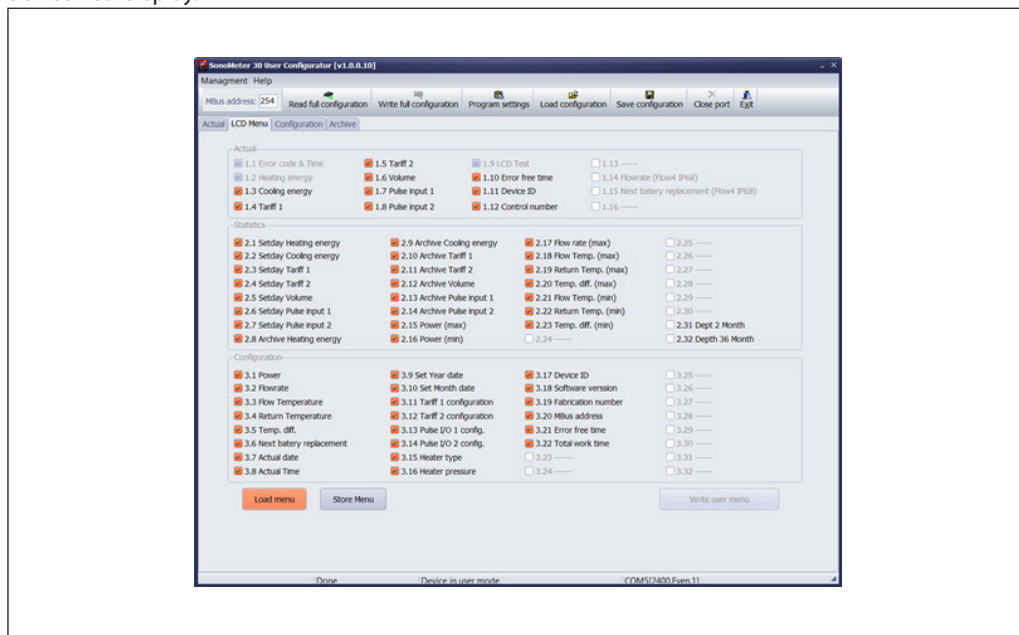 SonoMeter 30 User Configurator [v1.0.0.10]
Managment Help
MBus address: 254 Read full configuration Write full configuration Program settings Load configuration Save configuration Close port Exit
Actual LCD Menu Configuration Archive
Actual
1.1 Error code & Time 1.5 Tariff 2 1.9 LCD Test 1.13 -----
1.2 Heating energy 1.6 Volume 1.10 Error free time 1.14 Flowrate (Flow4 IP68)
1.3 Cooling energy 1.7 Pulse input 1 1.11 Device ID 1.15 Next batery replacement (Flow4 IP68)
1.4 Tariff 1 1.8 Pulse input 2 1.12 Control number 1.16 -----
Statistics
2.1 Setday Heating energy 2.9 Archive Cooling energy 2.17 Flow rate (max) 2.25 -----
2.2 Setday Cooling energy 2.10 Archive Tariff 1 2.18 Flow Temp. (max) 2.26 -----
2.3 Setday Tariff 1 2.11 Archive Tariff 2 2.19 Return Temp. (max) 2.27 -----
2.4 Setday Tariff 2 2.12 Archive Volume 2.20 Temp. diff. (max) 2.28 -----
2.5 Setday Volume 2.13 Archive Pulse input 1 2.21 Flow Temp. (min) 2.29 -----
2.6 Setday Pulse input 1 2.14 Archive Pulse input 2 2.22 Return Temp. (min) 2.30 -----
2.7 Setday Pulse input 2 2.15 Power (max) 2.23 Temp. diff. (min) 2.31 Dept 2 Month
2.8 Archive Heating energy 2.16 Power (min) 2.24 ----- 2.32 Depth 36 Month
Configuration
3.1 Power 3.9 Set Year date 3.17 Device ID 3.25 -----
3.2 Flowrate 3.10 Set Month date 3.18 Software verssion 3.26 -----
3.3 Flow Temperature 3.11 Tariff 1 configuration 3.19 Fabrication number 3.27 -----
3.4 Return Temperature 3.12 Tariff 2 configuration 3.20 MBus address 3.28 -----
3.5 Temp. diff. 3.13 Pulse I/O 1 config. 3.21 Error free time 3.29 -----
3.6 Next batery replacement 3.14 Pulse I/O 2 config. 3.22 Total work time 3.30 -----
3.7 Actual date 3.15 Heater type 3.23 ----- 3.31 -----
3.8 Actual Time 3.16 Heater pressure 3.24 ----- 3.32 -----
Load menu Store Menu Write user menu
Done Device in user mode COM5(2400,Even,1)